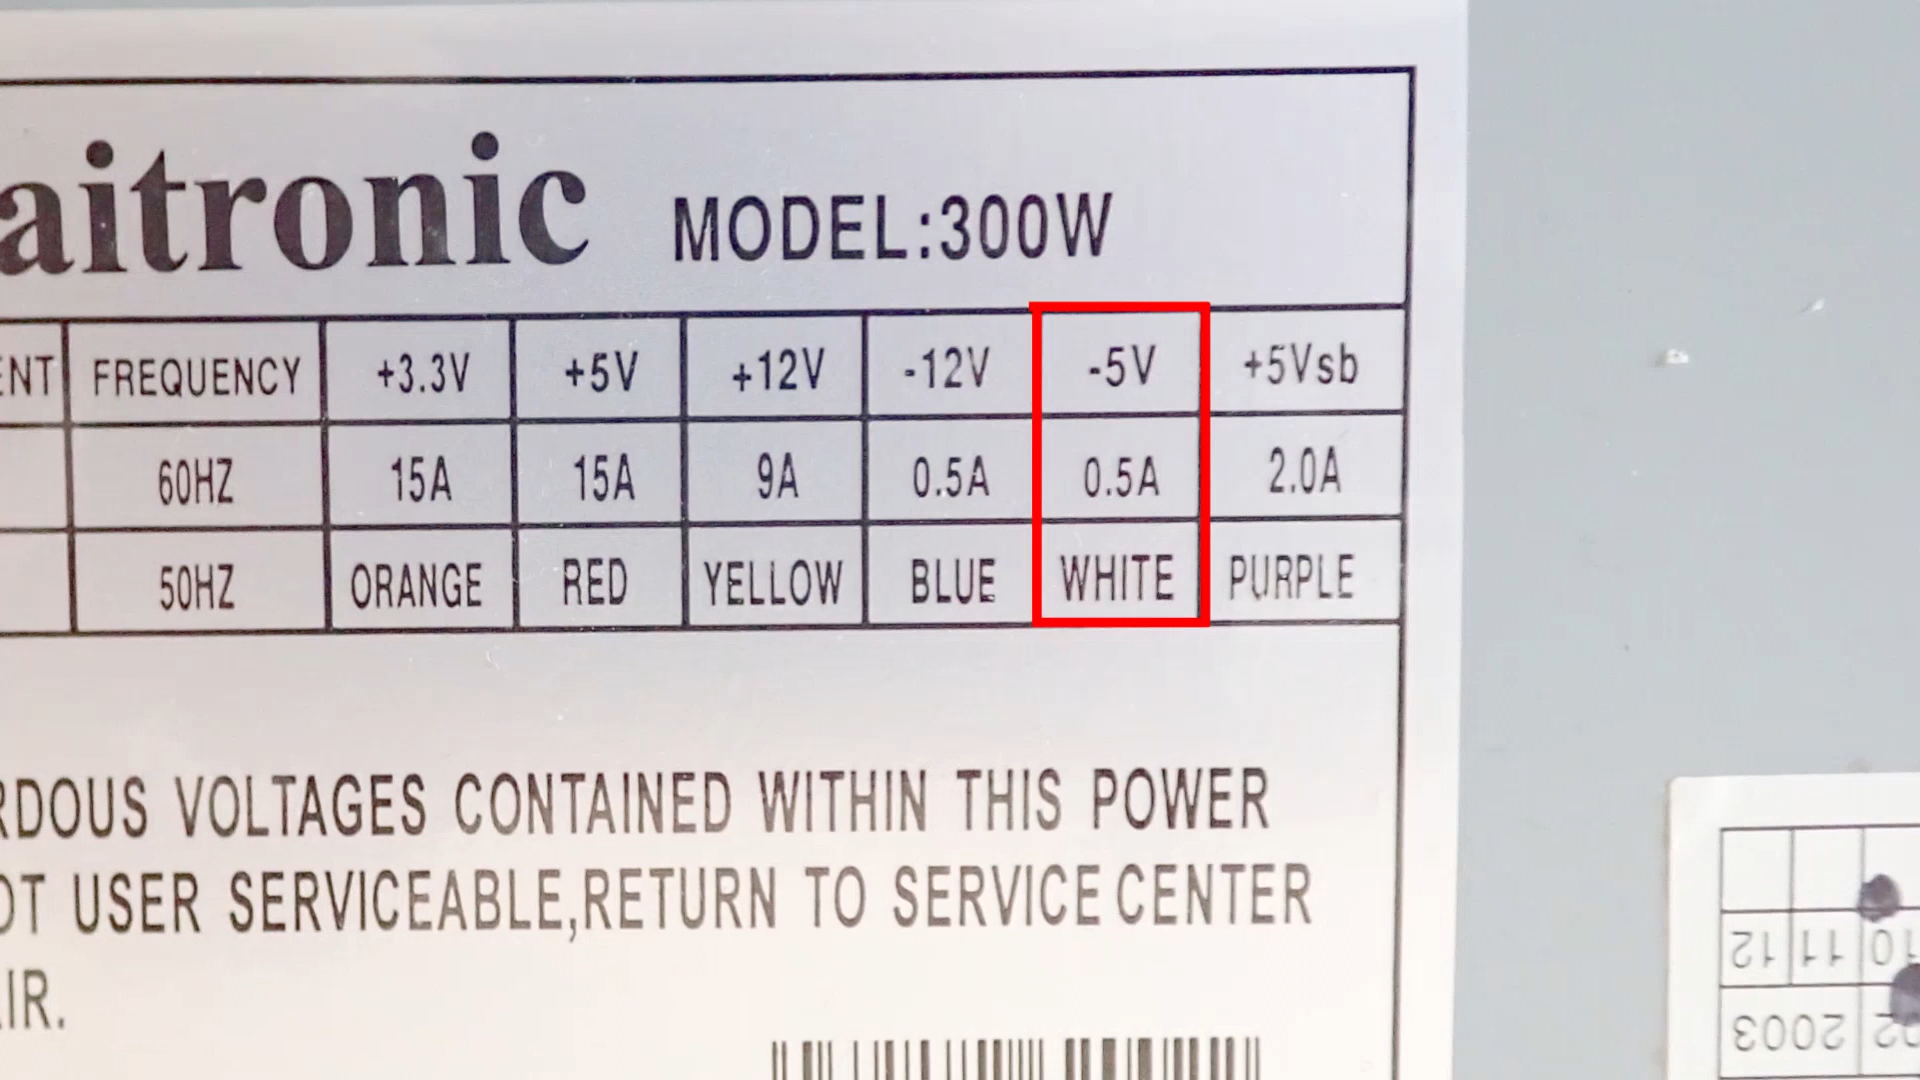 aitronic MODEL:300W
ENT FREQUENCY +3.3V +5V +12V -12V -5V +5Vsb
60HZ 15A 15A 9A 0.5A 0.5A 2.0A
50HZ ORANGE RED YELLOW BLUE WHITE PURPLE
RDOUS VOLTAGES CONTAINED WITHIN THIS POWER
OT USER SERVICEABLE,RETURN TO SERVICE CENTER
IR.
2003
10 11 12